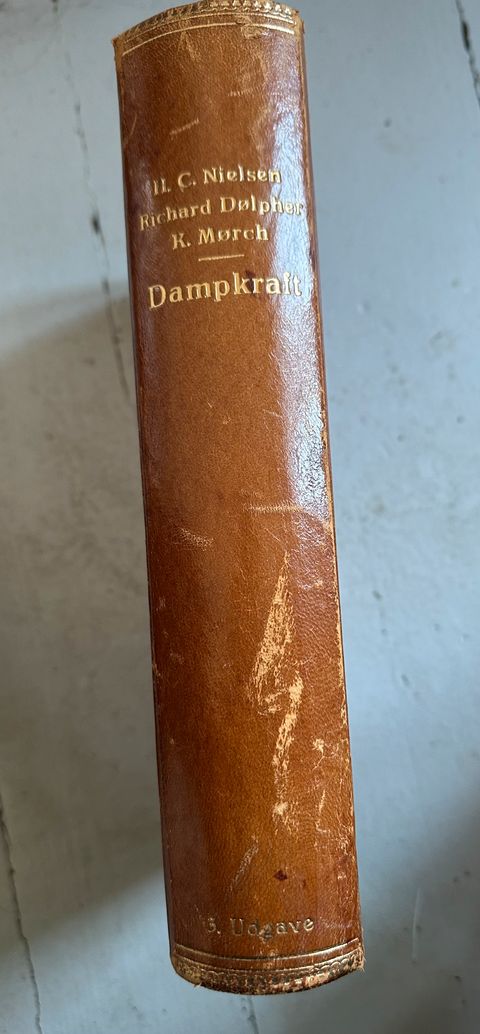 H. C. Nielsen
Richard Dølpher
K. Mørch
Dampkraft
Udgave